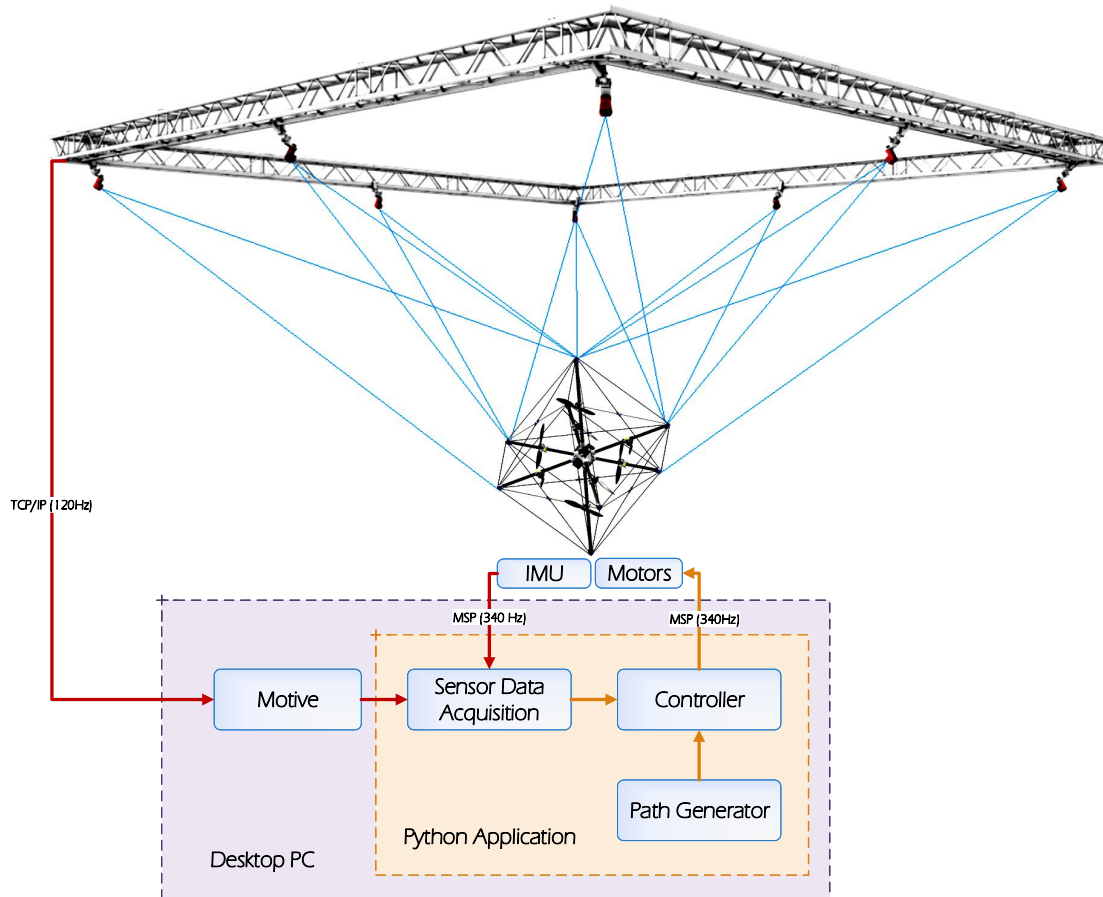 TCP/IP (120Hz)
IMU
Motors
MSP (340 Hz)
MSP (340Hz)
Motive
Sensor Data
Acquisition
Controller
Path Generator
Python Application
Desktop PC